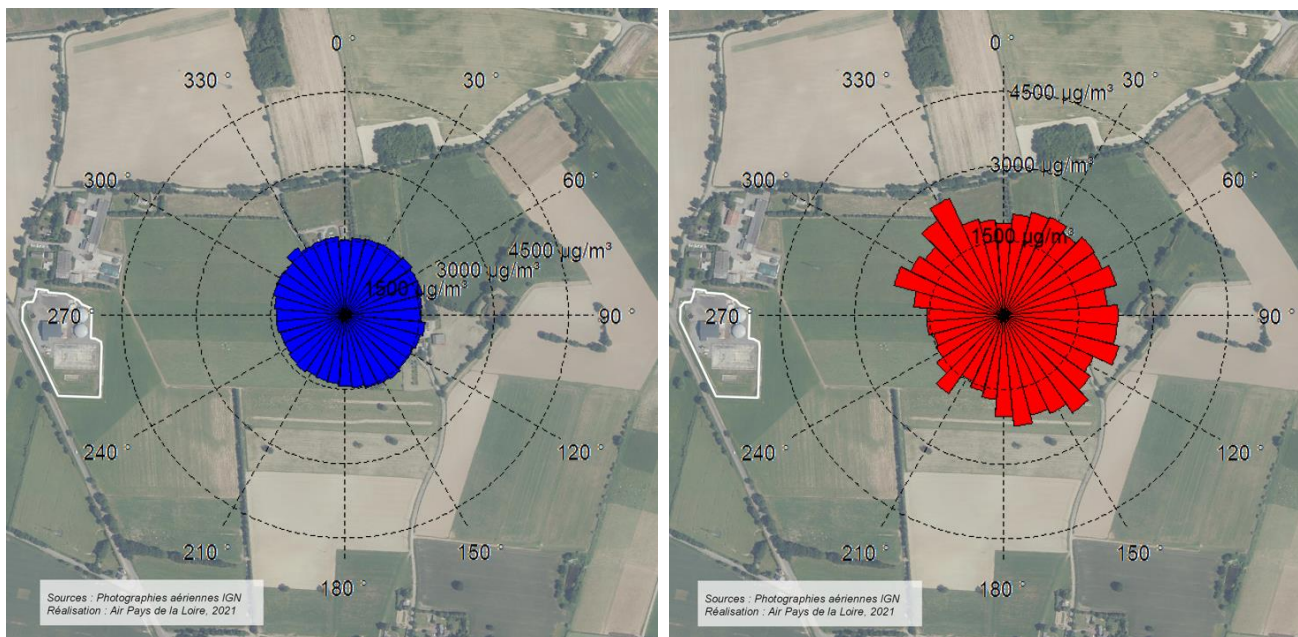 0 °
330 °
30 °
300 °
60 °
4500 µg/m³
3000 µg/m³
1500 µg/m³
270 °
90 °
240 °
120 °
210 °
150 °
180 °
Sources : Photographies aériennes IGN
Réalisation : Air Pays de la Loire, 2021
0 °
330 °
30 °
4500 µg/m³
3000 µg/m³
300 °
60 °
1500 µg/m³
270 °
90 °
240 °
120 °
210 °
150 °
180 °
Sources : Photographies aériennes IGN
Réalisation : Air Pays de la Loire, 2021